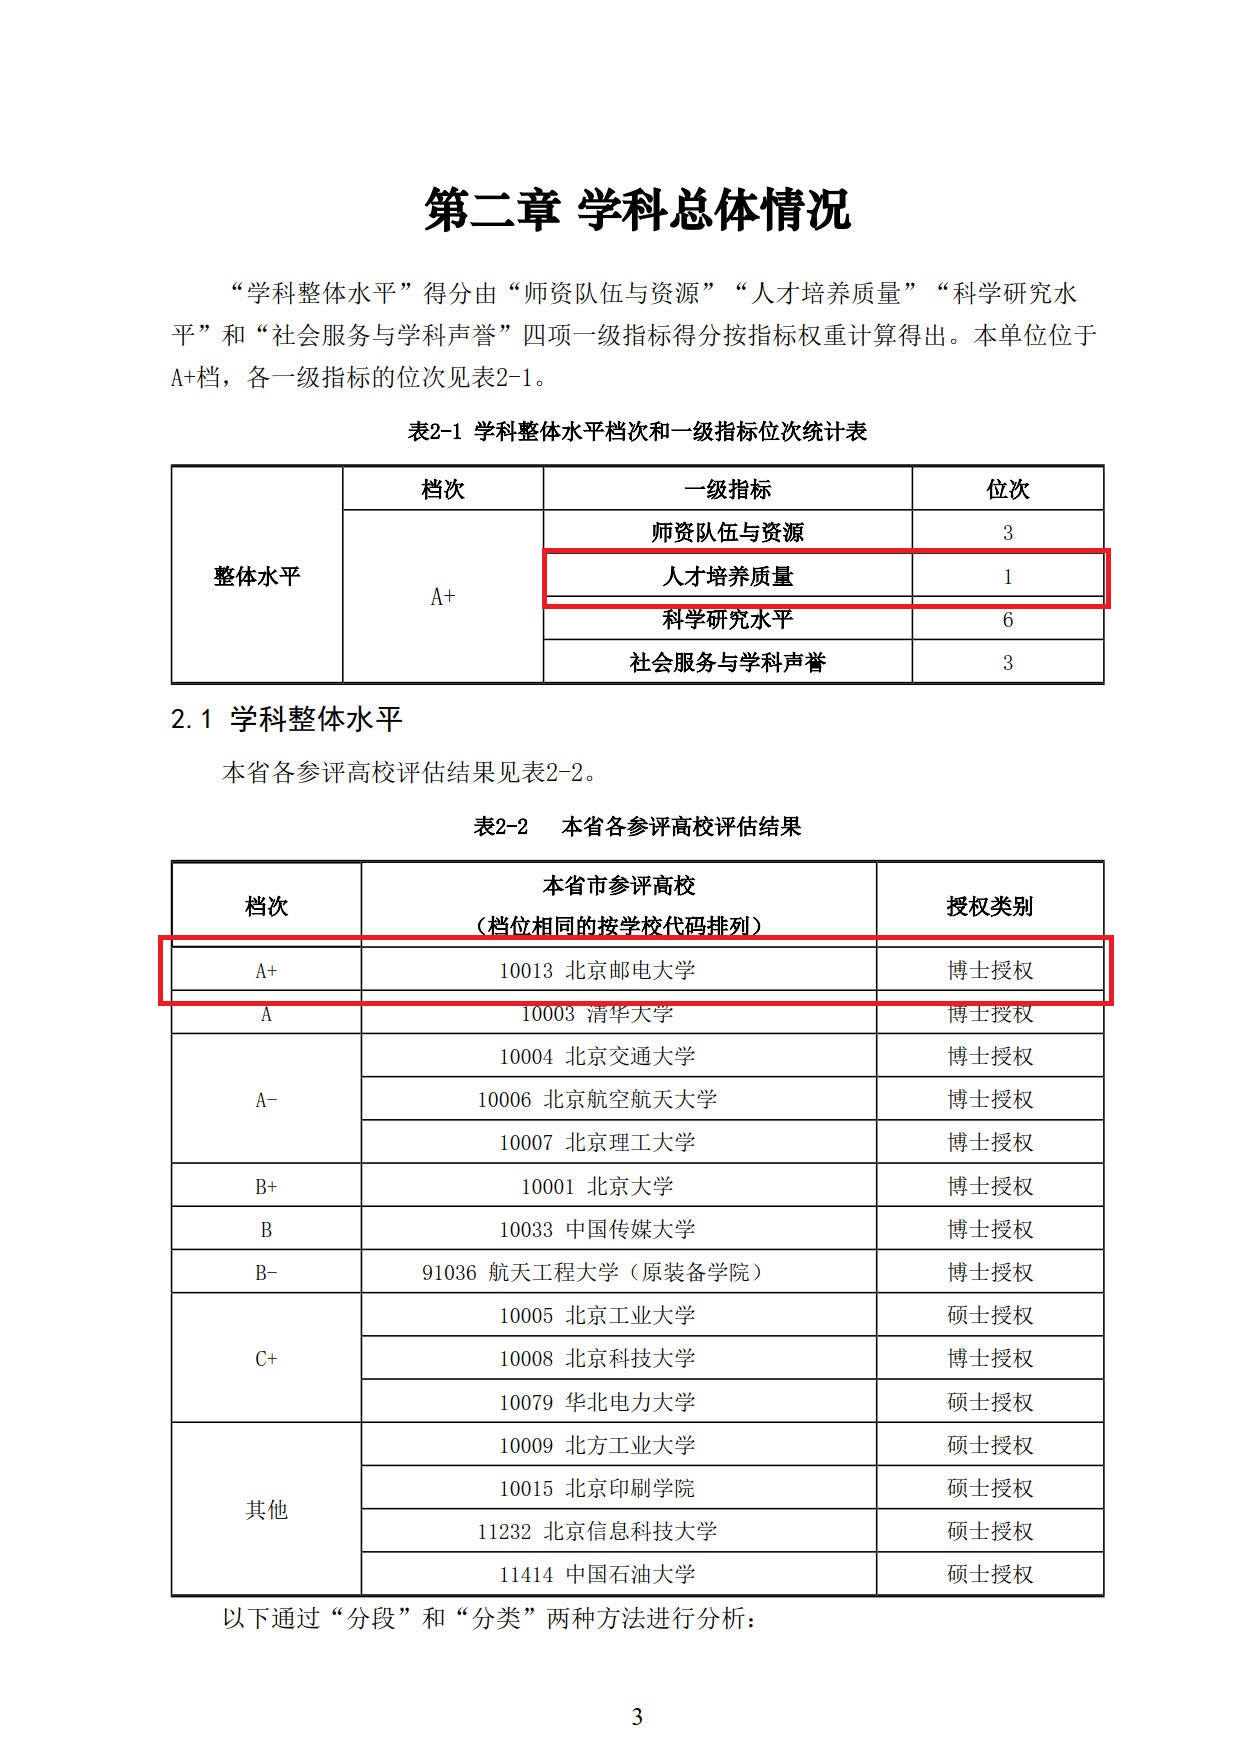 第二章 学科总体情况
“学科整体水平”得分由“师资队伍与资源”“人才培养质量”“科学研究水
平”和“社会服务与学科声誉”四项一级指标得分按指标权重计算得出。本单位位于
A+档，各一级指标的位次见表2-1。
表2-1 学科整体水平档次和一级指标位次统计表
档次 一级指标 位次
师资队伍与资源 3
整体水平 A+ 人才培养质量 1
科学研究水平 6
社会服务与学科声誉 3
2.1 学科整体水平
本省各参评高校评估结果见表2-2。
表2-2 本省各参评高校评估结果
档次 本省市参评高校 授权类别
（档位相同的按学校代码排列）
A+ 10013 北京邮电大学 博士授权
A 10003 清华大学 博士授权
10004 北京交通大学 博士授权
A- 10006 北京航空航天大学 博士授权
10007 北京理工大学 博士授权
B+ 10001 北京大学 博士授权
B 10033 中国传媒大学 博士授权
B- 91036 航天工程大学（原装备学院） 博士授权
10005 北京工业大学 硕士授权
C+ 10008 北京科技大学 博士授权
10079 华北电力大学 硕士授权
10009 北方工业大学 硕士授权
10015 北京印刷学院 硕士授权
其他
11232 北京信息科技大学 硕士授权
11414 中国石油大学 硕士授权
以下通过“分段”和“分类”两种方法进行分析：
3